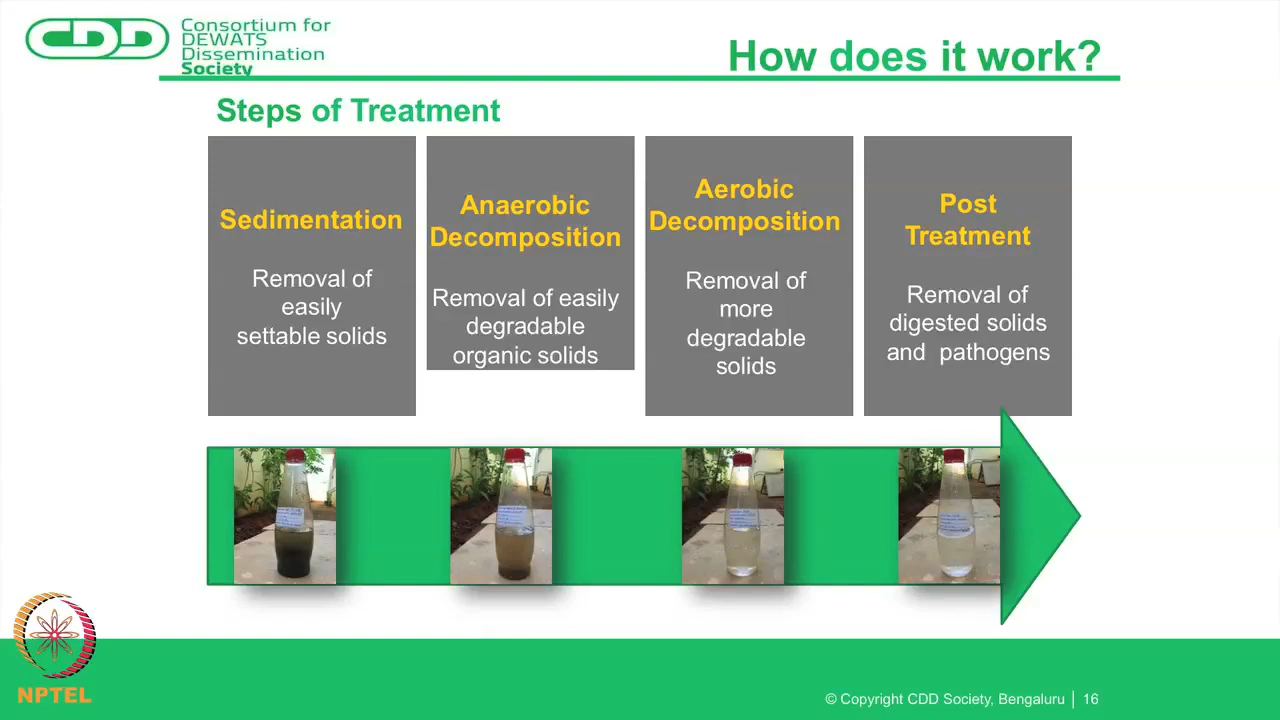 CDD
Consortium for
DEWATS
Dissemination
Society
How does it work?
Steps of Treatment
Sedimentation
Removal of
easily
settable solids
Anaerobic
Decomposition
Removal of easily
degradable
organic solids
Aerobic
Decomposition
Removal of
more
degradable
solids
Post
Treatment
Removal of
digested solids
and pathogens
NPTEL
© Copyright CDD Society, Bengaluru | 16